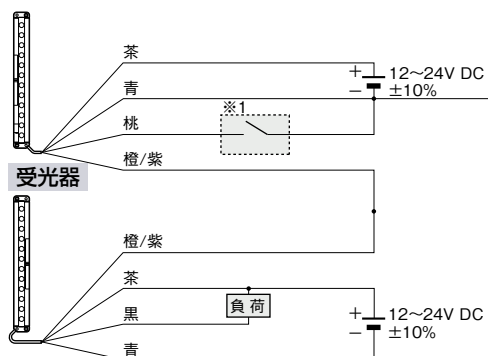 茶
+
12～24V DC
－
±10%
青
※1
桃
橙/紫
受光器
橙/紫
茶
負荷
黒
+
12～24V DC
－
±10%
青